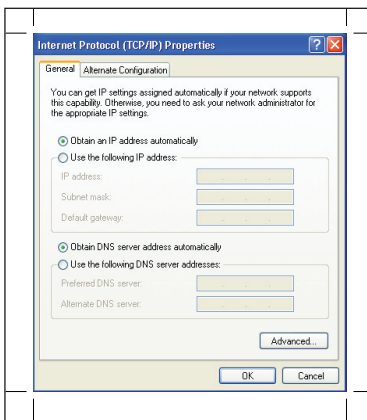 Internet Protocol (TCP/IP) Properties
General
Alternate Configuration
You can get IP settings assigned automatically if your network supports
this capability. Otherwise, you need to ask your network administrator for
the appropriate IP settings.
Obtain an IP address automatically
Use the following IP address:
IP address:
Subnet mask:
Default gateway:
Obtain DNS server address automatically
Use the following DNS server addresses:
Preferred DNS server:
Alternate DNS server:
Advanced...
OK
Cancel